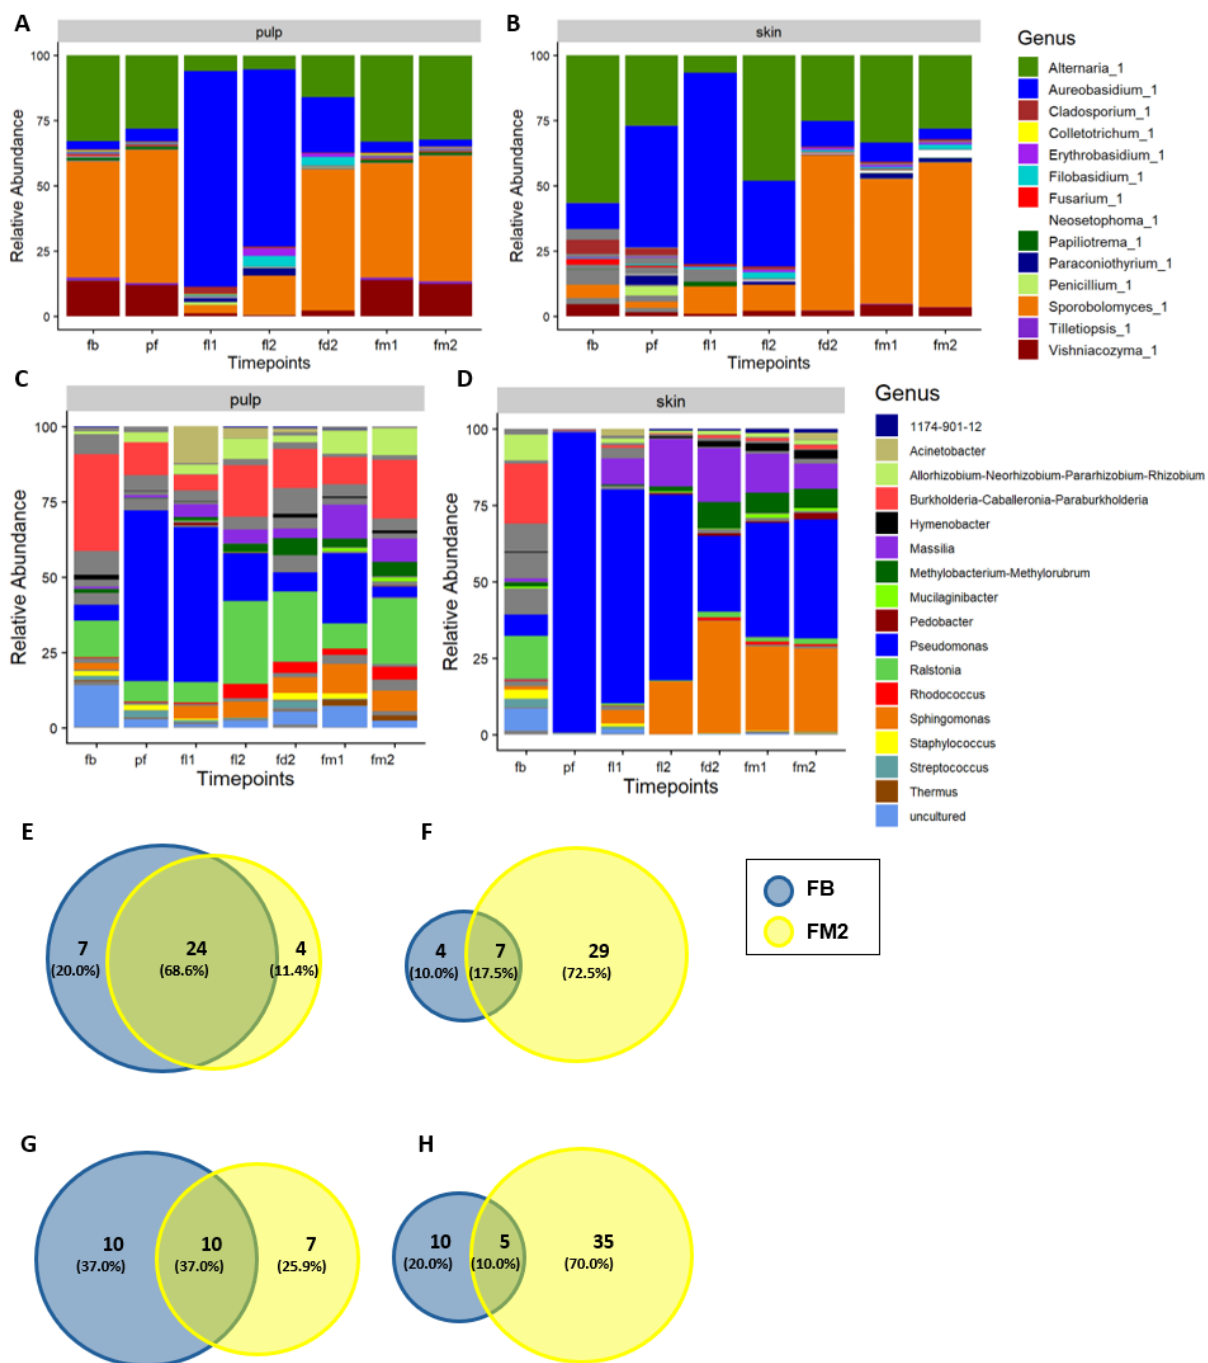 A
pulp
Relative Abundance
100
75
50
25
0
fb pf fl1 fl2 fd2 fm1 fm2
Timepoints
B
skin
Relative Abundance
100
75
50
25
0
fb pf fl1 fl2 fd2 fm1 fm2
Timepoints
Genus
Alternaria_1
Aureobasidium_1
Cladosporium_1
Colletotrichum_1
Erythrobasidium_1
Filobasidium_1
Fusarium_1
Neosetophoma_1
Papiliotrema_1
Paraconiothyrium_1
Penicillium_1
Sporobolomyces_1
Tilletiopsis_1
Vishniacozyma_1
C
pulp
Relative Abundance
100
75
50
25
0
fb pf fl1 fl2 fd2 fm1 fm2
Timepoints
D
skin
Relative Abundance
100
75
50
25
0
fb pf fl1 fl2 fd2 fm1 fm2
Timepoints
Genus
1174-901-12
Acinetobacter
Allorhizobium-Neorhizobium-Pararhizobium-Rhizobium
Burkholderia-Caballeronia-Paraburkholderia
Hymenobacter
Massilia
Methylobacterium-Methylorubrum
Mucilaginibacter
Pedobacter
Pseudomonas
Ralstonia
Rhodococcus
Sphingomonas
Staphylococcus
Streptococcus
Thermus
uncultured
E
7 24 4
(20.0%) (68.6%) (11.4%)
F
4 7 29
(10.0%) (17.5%) (72.5%)
FB
FM2
G
10 10 7
(37.0%) (37.0%) (25.9%)
H
10 5 35
(20.0%) (10.0%) (70.0%)